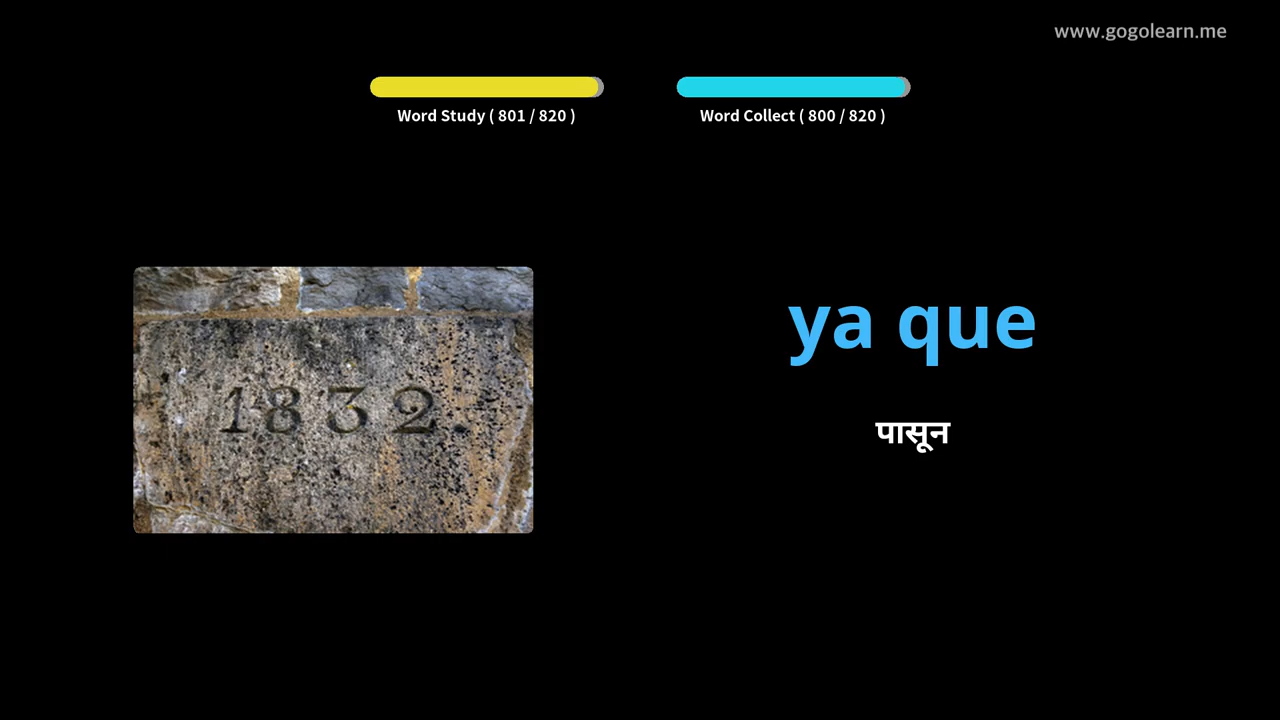 www.gogolearn.me
Word Study ( 801 / 820 )
Word Collect ( 800 / 820 )
1832.
ya que
पासून